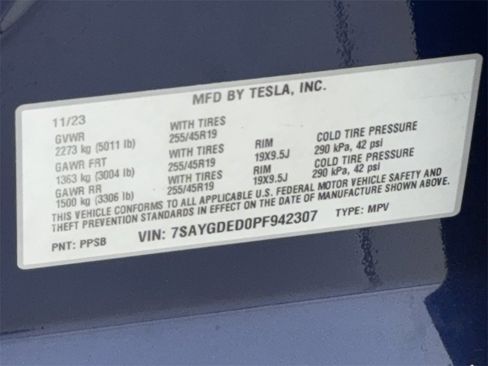 MFD BY TESLA, INC.
11/23
GVWR WITH TIRES RIM COLD TIRE PRESSURE
2273 kg (5011 lb) 255/45R19 19X9.5J 290 kPa, 42 psi
GAWR FRT WITH TIRES RIM COLD TIRE PRESSURE
1363 kg (3004 lb) 255/45R19 19X9.5J 290 kPa, 42 psi
GAWR RR WITH TIRES
1500 kg (3306 lb) 255/45R19
THIS VEHICLE CONFORMS TO ALL APPLICABLE U.S. FEDERAL MOTOR VEHICLE SAFETY AND
THEFT PREVENTION STANDARDS IN EFFECT ON THE DATE OF MANUFACTURE SHOWN ABOVE.
PNT: PPSB VIN: 7SAYGDED0PF942307 TYPE: MPV